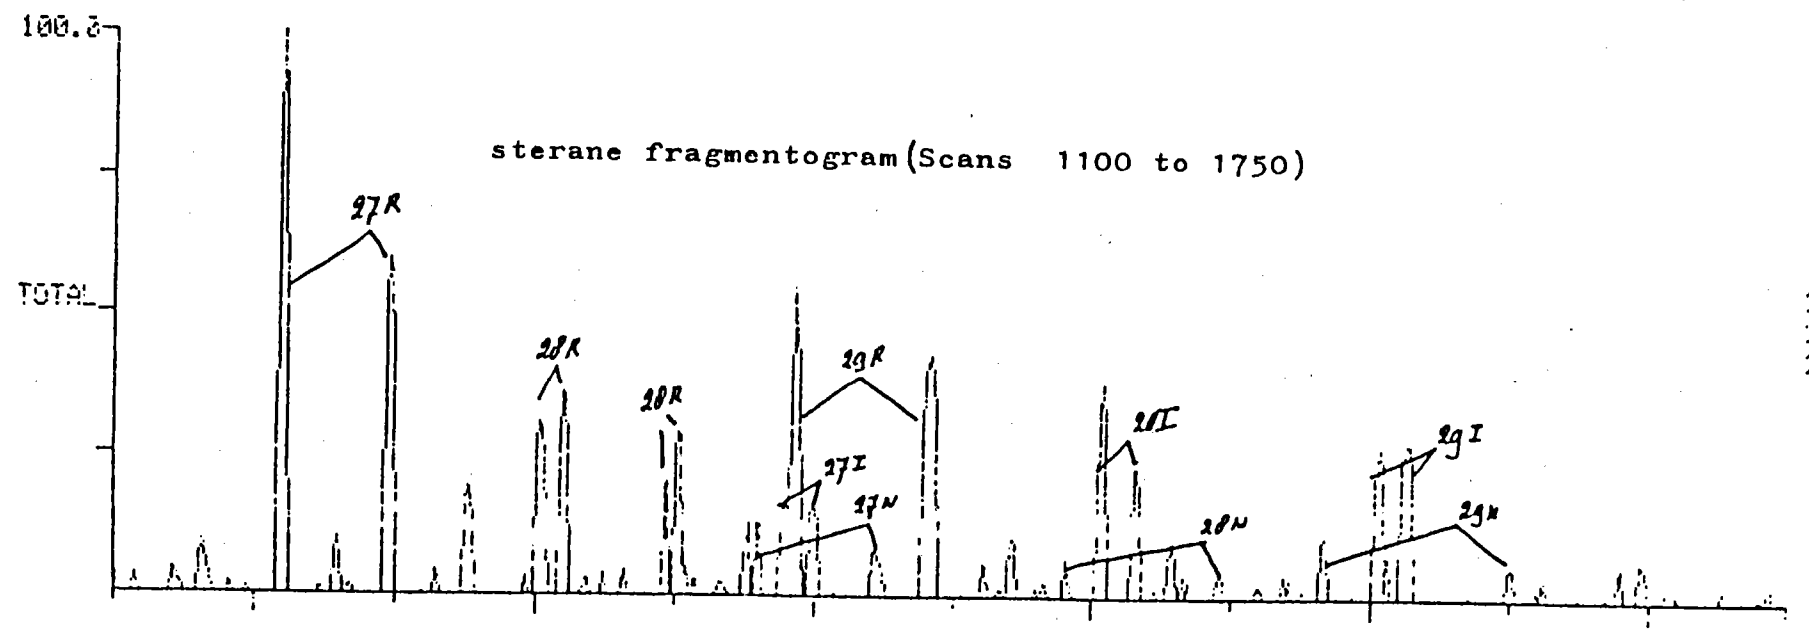 100.0
sterane fragmentogram (Scans 1100 to 1750)
27R
TOTAL
28R
29R
28R
28I
29I
27I
27N
29N
28N